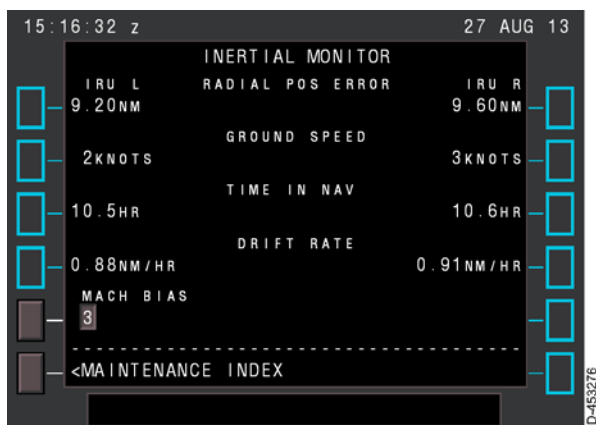 15:16:32 z 27 AUG 13
INERTIAL MONITOR
IRU L RADIAL POS ERROR IRU R
9.20NM 9.60NM
GROUND SPEED
2KNOTS 3KNOTS
TIME IN NAV
10.5HR 10.6HR
DRIFT RATE
0.88NM/HR 0.91NM/HR
MACH BIAS
3
<MAINTENANCE INDEX
D-453276